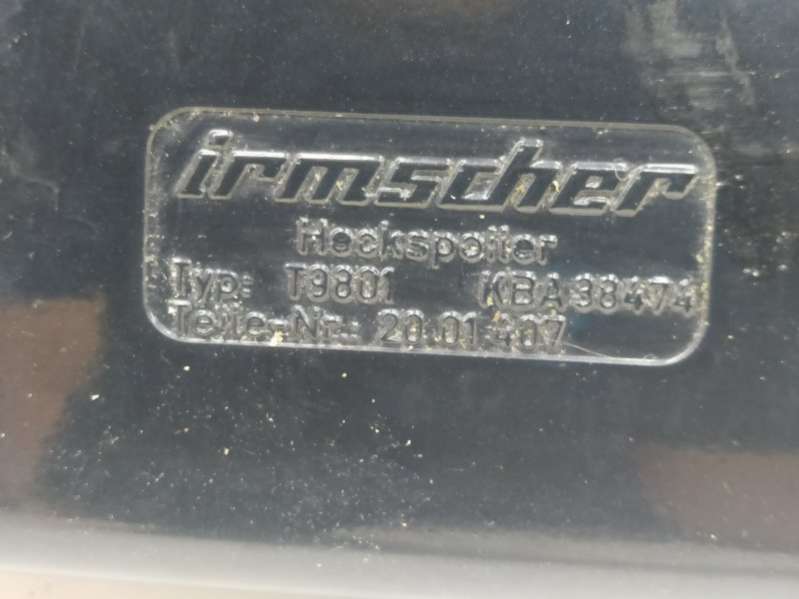 irmscher
Heckspoiler
Typ: T9801 KBA 38474
Teile-Nr.: 20 01 407